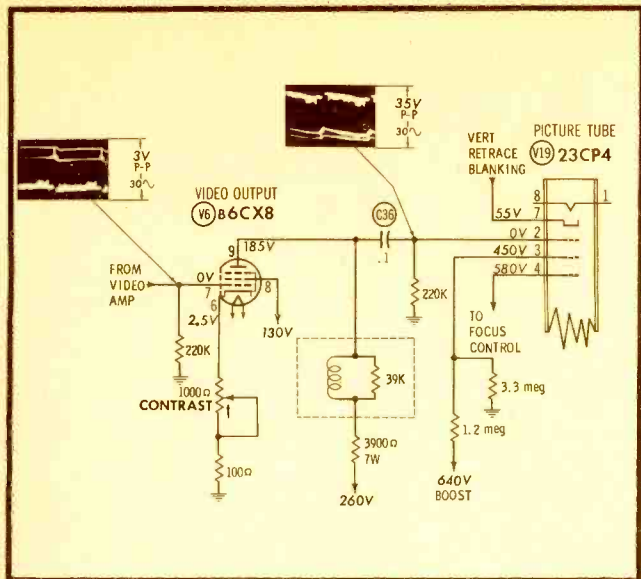 35V
P-P
30∿
3V
P-P
30∿
VERT
RETRACE
BLANKING
PICTURE TUBE
V19 23CP4
VIDEO OUTPUT
V6 B 6CX8
8
1
55V
7
0V
2
450V
3
580V
4
C36
.1
9
185V
FROM
VIDEO
AMP
0V
7
8
6
2.5V
130V
220K
220K
TO
FOCUS
CONTROL
1000Ω
CONTRAST
39K
3.3 meg
100Ω
3900Ω
7W
1.2 meg
260V
640V
BOOST